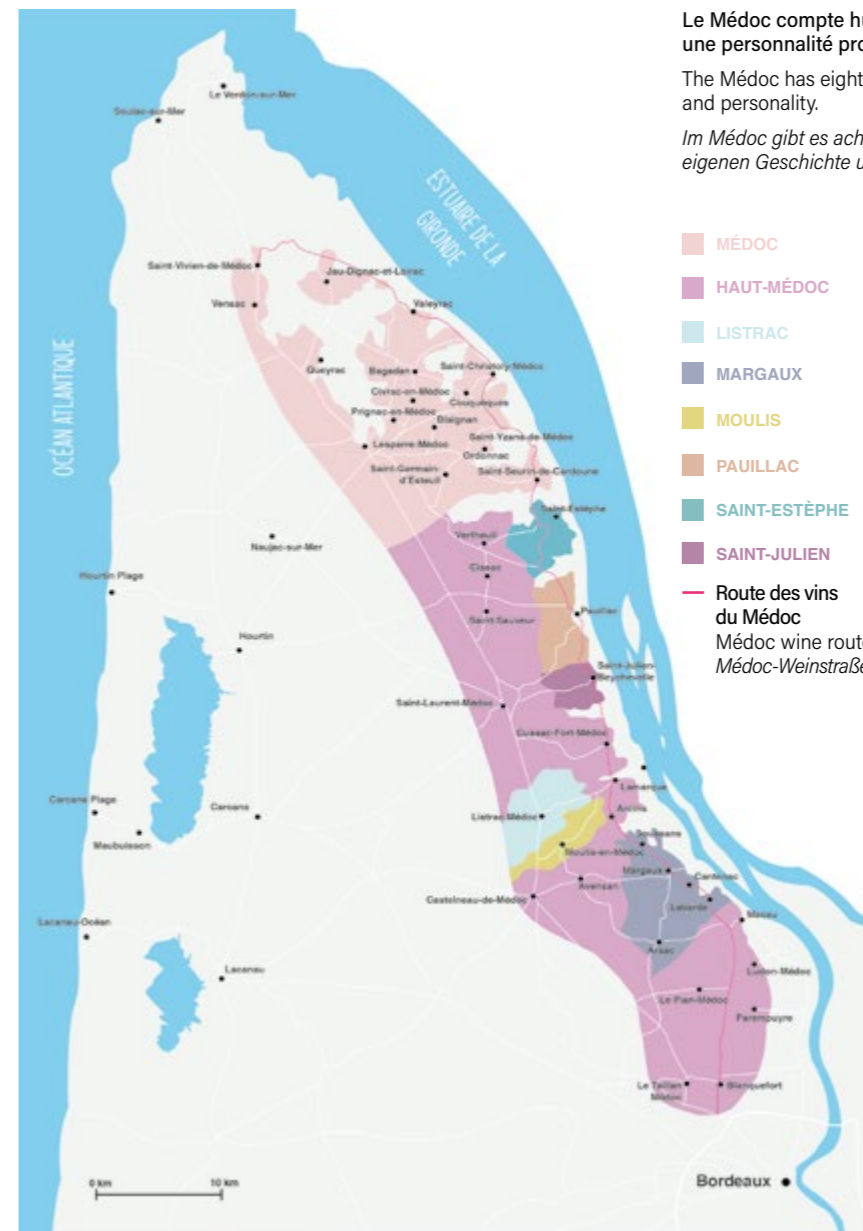 Le Médoc compte
une personnalité
The Médoc has eight
and personality.
Im Médoc gibt es
eigenen Geschichte
MÉDOC
HAUT-MÉDOC
LISTRAC
MARGAUX
MOULIS
PAUILLAC
SAINT-ESTÈPHE
SAINT-JULIEN
Route des vins
du Médoc
Médoc wine
Médoc-Weinstraße
OCÉAN ATLANTIQUE
ESTUAIRE DE LA
GIRONDE
Le Verdon-sur-Mer
Soulac-sur-Mer
Saint-Vivien-de-Médoc
Jau-Dignac-et-Loirac
Vensac
Valeyrac
Queyrac
Bagadan
Saint-Christoly-Médoc
Civrac-en-Médoc
Couquèques
Prignac-en-Médoc
Blaignan
Lesparre-Médoc
Saint-Yzans-de-Médoc
Ordonnac
Saint-Germain
d'Esteuil
Saint-Seurin-de-Cardoune
Saint-Estèphe
Vertheuil
Naujac-sur-Mer
Cissac
Hourtin Plage
Saint-Sauveur
Pauillac
Hourtin
Saint-Julien-
Beychevelle
Saint-Laurent-Médoc
Cussac-Fort-Médoc
Lamarque
Carcans Plage
Carcans
Listrac-Médoc
Arcins
Maubuisson
Soussans
Moulis-en-Médoc
Margaux
Cantenac
Avensan
Castelneau-de-Médoc
Labarde
Macau
Lacanau-Océan
Arsac
Lacanau
Ludon-Médoc
Le Pian-Médoc
Parempuyre
Le Taillan
Médoc
Blanquefort
0 km
10 km
Bordeaux